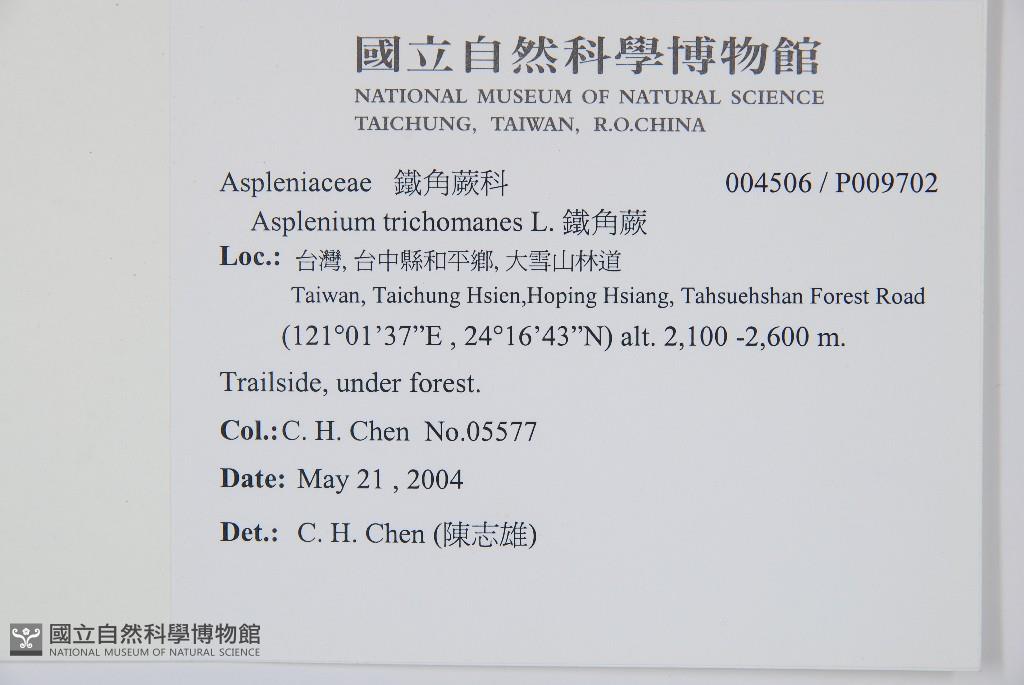 國立自然科學博物館
NATIONAL MUSEUM OF NATURAL SCIENCE
TAICHUNG, TAIWAN, R.O.CHINA
Aspleniaceae 鐵角蕨科 004506 / P009702
Asplenium trichomanes L. 鐵角蕨
Loc.: 台灣, 台中縣和平鄉, 大雪山林道
Taiwan, Taichung Hsien,Hoping Hsiang, Tahsuehshan Forest Road
(121°01’37”E , 24°16’43”N) alt. 2,100 -2,600 m.
Trailside, under forest.
Col.: C. H. Chen No.05577
Date: May 21 , 2004
Det.: C. H. Chen (陳志雄)
國立自然科學博物館
NATIONAL MUSEUM OF NATURAL SCIENCE